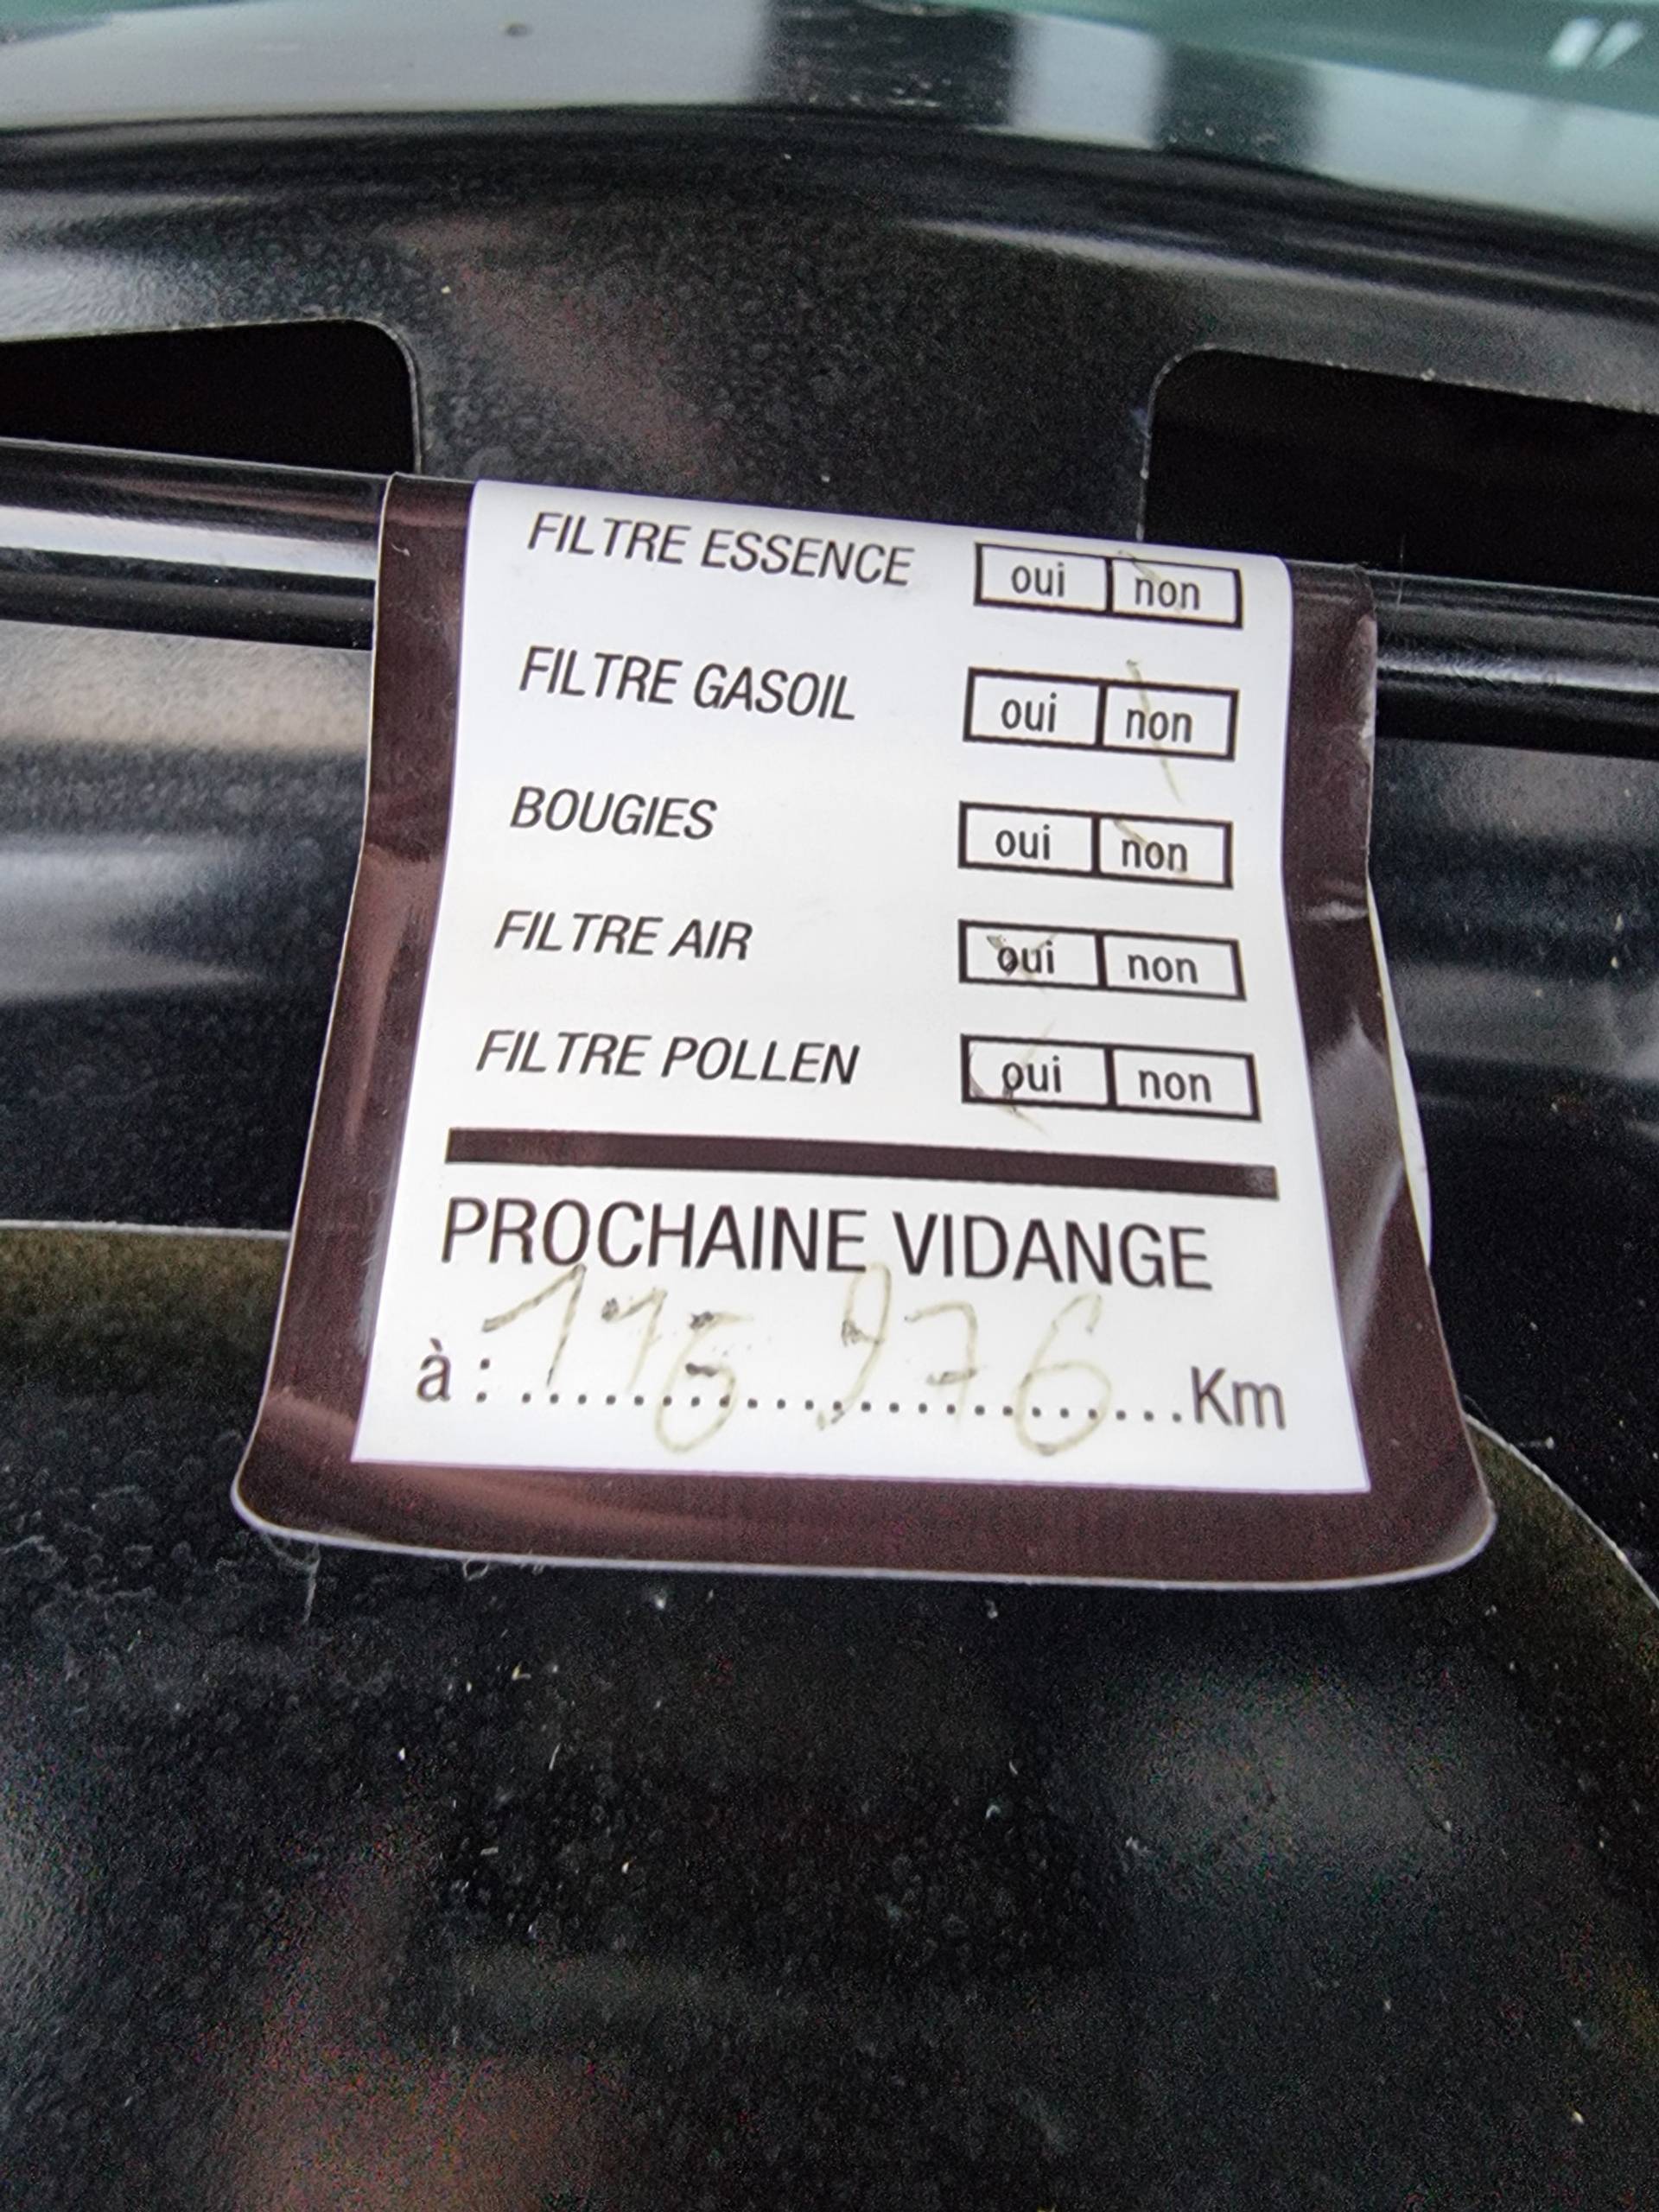 FILTRE ESSENCE oui non
FILTRE GASOIL oui non
BOUGIES oui non
FILTRE AIR oui non
FILTRE POLLEN oui non
PROCHAINE VIDANGE
à : 116 976 Km